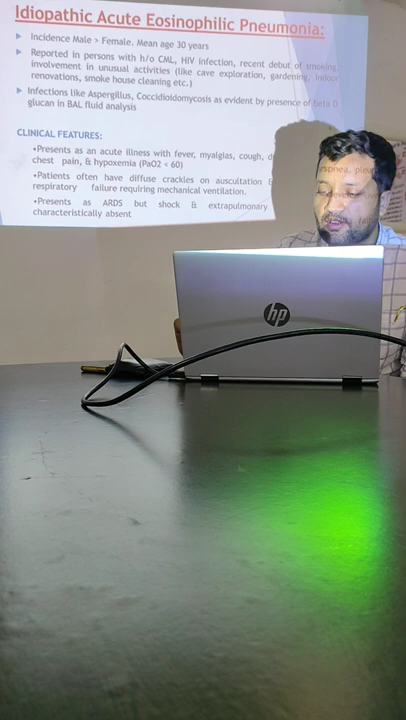 Idiopathic Acute Eosinophilic Pneumonia:
Incidence Male > Female. Mean age 30 years
Reported in persons with h/o CML, HIV infection, recent debut of smoking,
involvement in unusual activities (like cave exploration, gardening, indoor
renovations, smoke house cleaning etc.)
Infections like Aspergillus, Coccidioidomycosis as evident by presence of beta D
glucan in BAL fluid analysis
CLINICAL FEATURES:
•Presents as an acute illness with fever, myalgias, cough,
chest pain, & hypoxemia (PaO2 < 60)
•Patients often have diffuse crackles on auscultation
respiratory failure requiring mechanical ventilation.
•Presents as ARDS but shock & extrapulmonary
characteristically absent
hp